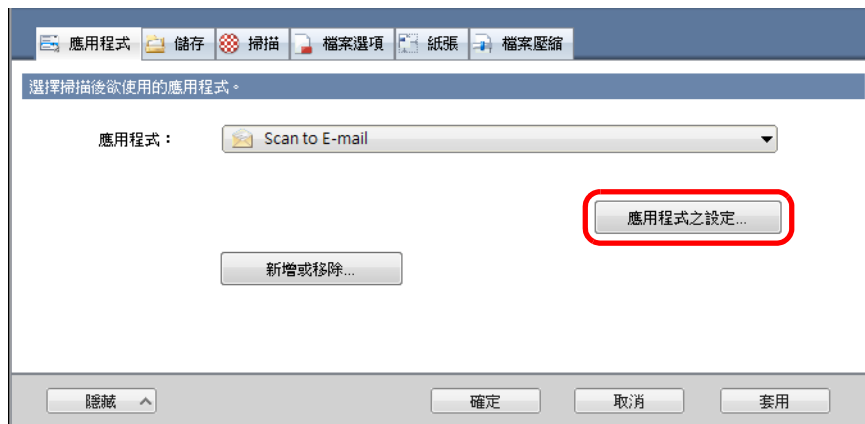 應用程式 儲存 掃描 檔案選項 紙張 檔案壓縮
選擇掃描後欲使用的應用程式。
應用程式： Scan to E-mail
應用程式之設定...
新增或移除...
隱藏 確定 取消 套用